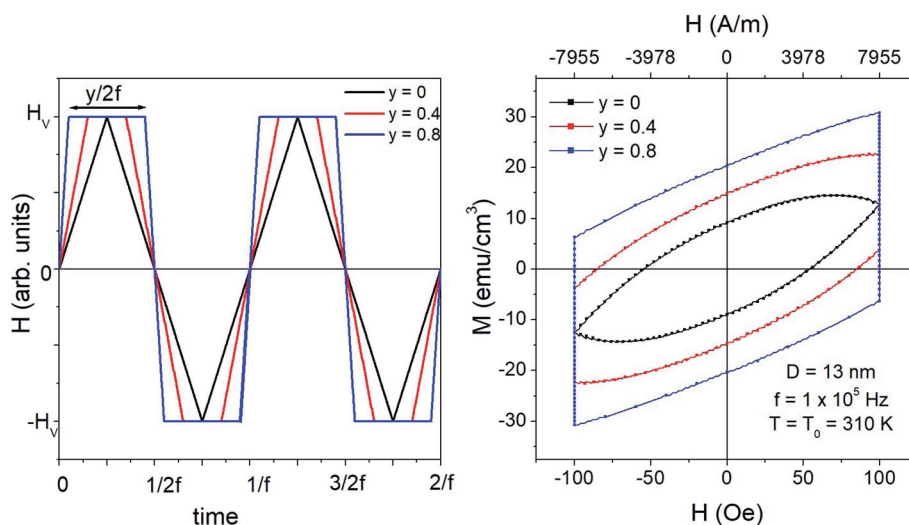 H (arb. units)
H_V
0
-H_V
y/2f
y = 0
y = 0.4
y = 0.8
0
1/2f
1/f
3/2f
2/f
time
H (A/m)
-7955
-3978
0
3978
7955
M (emu/cm³)
30
20
10
0
-10
-20
-30
y = 0
y = 0.4
y = 0.8
D = 13 nm
f = 1 x 10⁵ Hz
T = T₀ = 310 K
-100
-50
0
50
100
H (Oe)